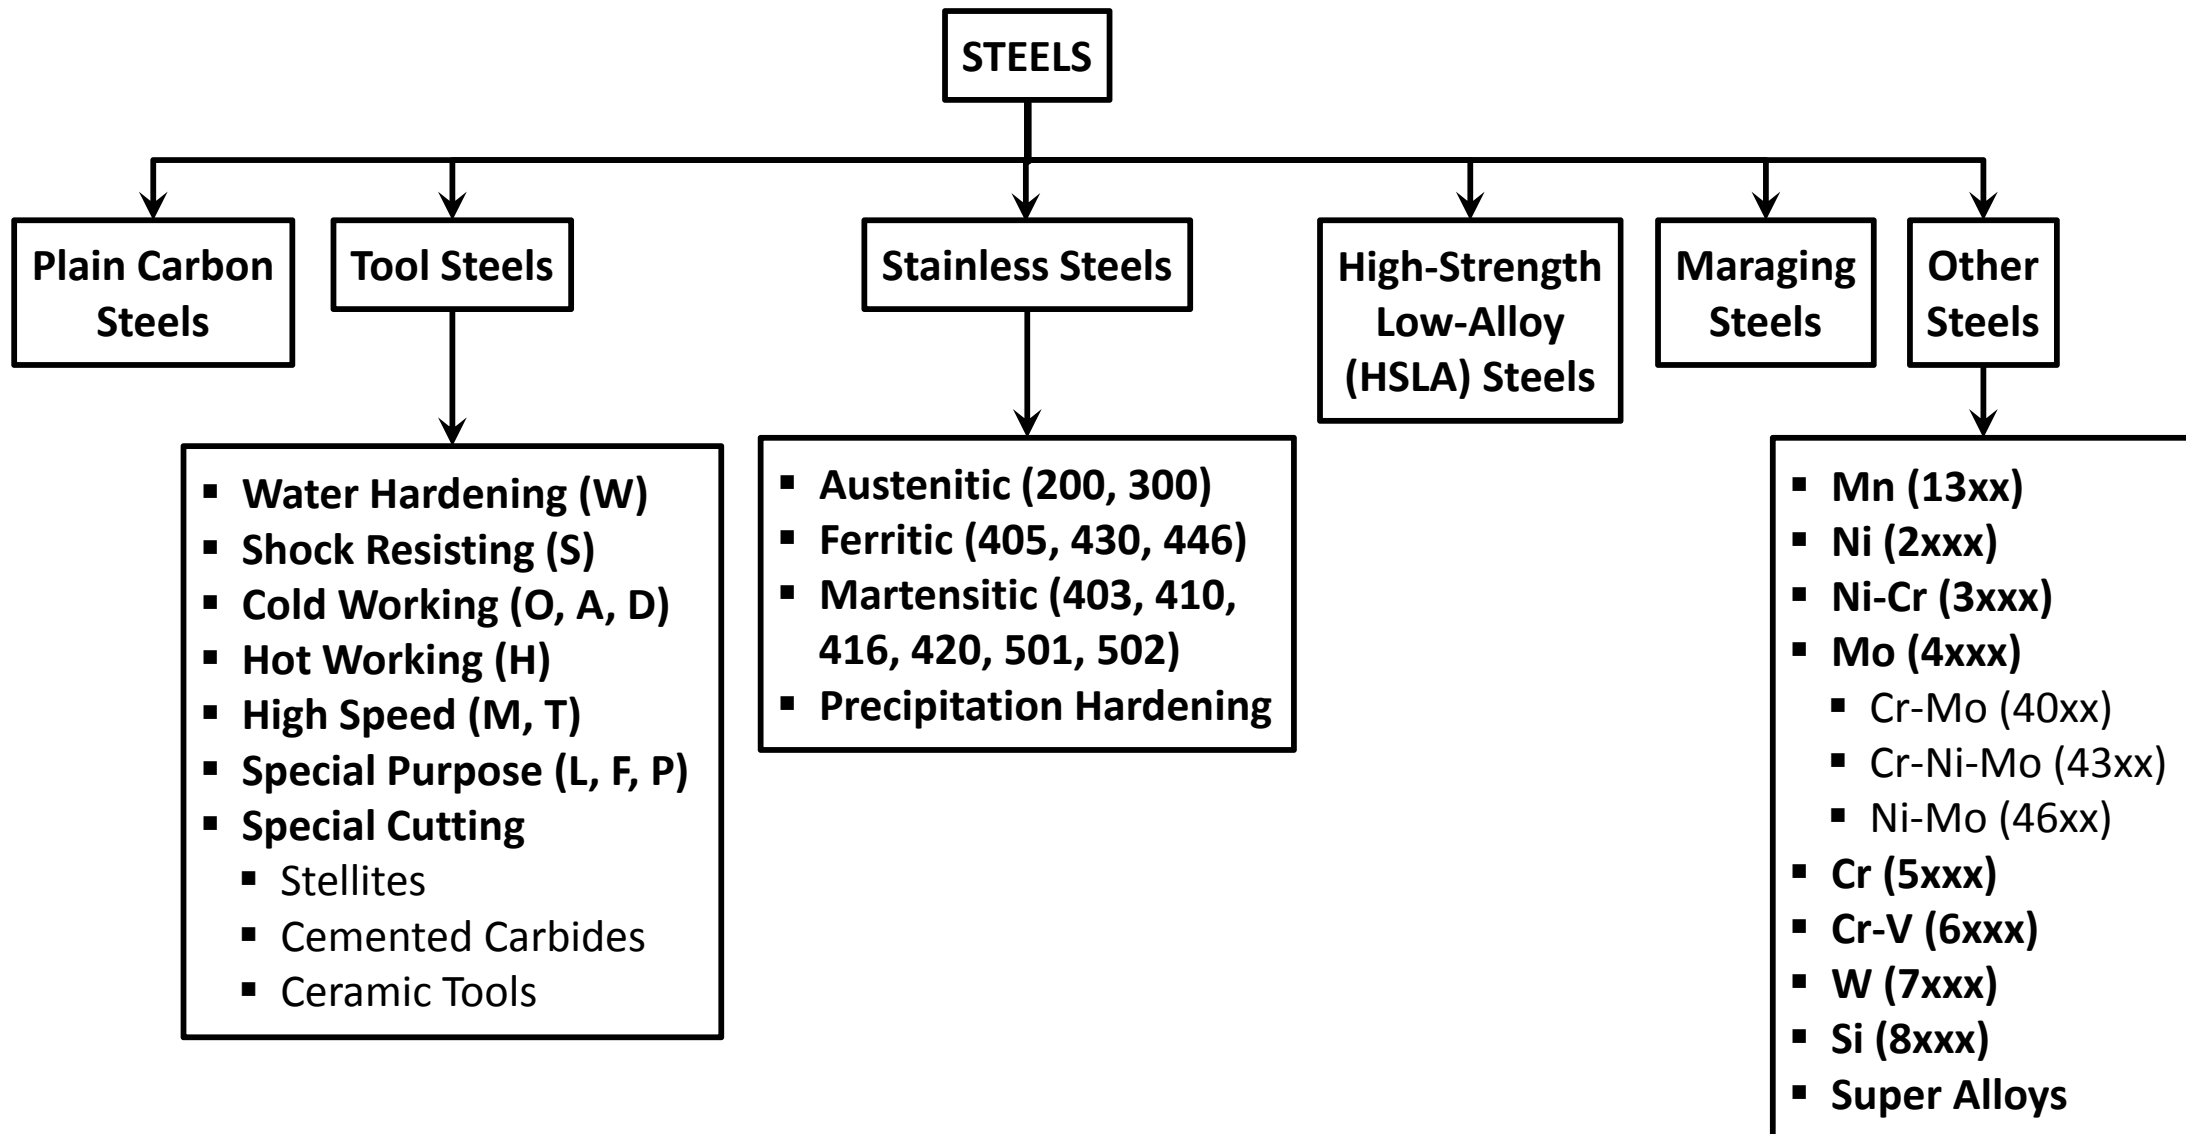 STEELS
Plain Carbon
Steels
Tool Steels
Stainless Steels
High-Strength
Low-Alloy
(HSLA) Steels
Maraging
Steels
Other
Steels
▪ Water Hardening (W)
▪ Shock Resisting (S)
▪ Cold Working (O, A, D)
▪ Hot Working (H)
▪ High Speed (M, T)
▪ Special Purpose (L, F, P)
▪ Special Cutting
▪ Stellites
▪ Cemented Carbides
▪ Ceramic Tools
▪ Austenitic (200, 300)
▪ Ferritic (405, 430, 446)
▪ Martensitic (403, 410,
416, 420, 501, 502)
▪ Precipitation Hardening
▪ Mn (13xx)
▪ Ni (2xxx)
▪ Ni-Cr (3xxx)
▪ Mo (4xxx)
▪ Cr-Mo (40xx)
▪ Cr-Ni-Mo (43xx)
▪ Ni-Mo (46xx)
▪ Cr (5xxx)
▪ Cr-V (6xxx)
▪ W (7xxx)
▪ Si (8xxx)
▪ Super Alloys